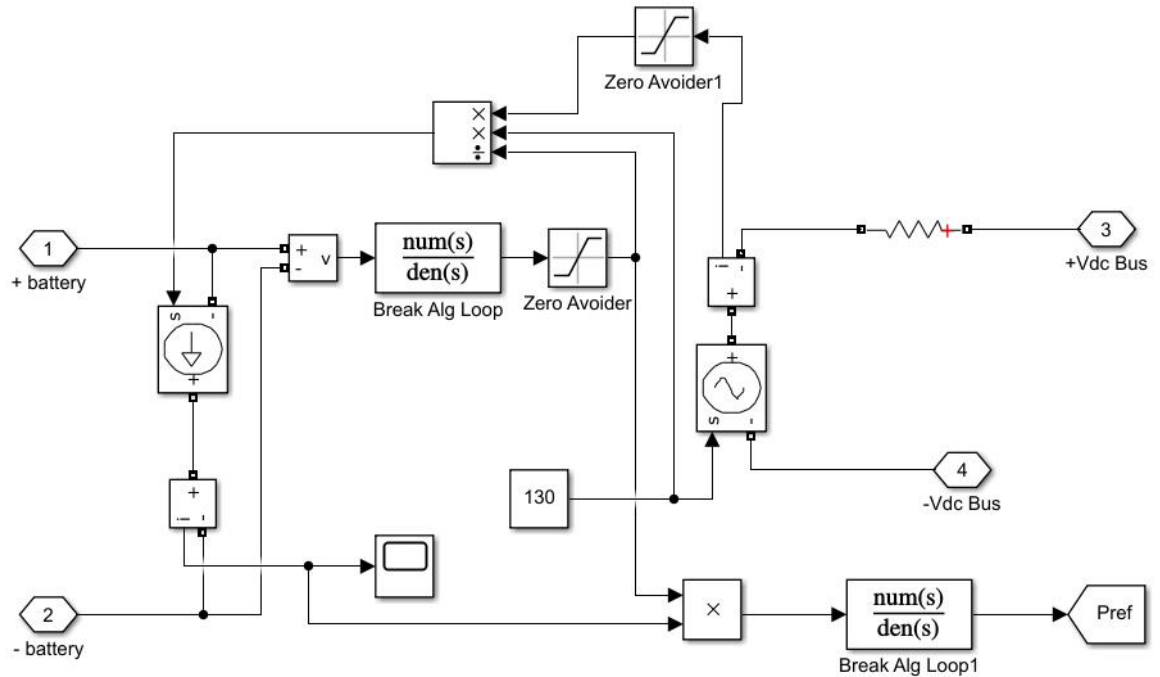 Zero Avoider1
×
×
÷
1
+ battery
+
-
v
num(s)
den(s)
Break Alg Loop
Zero Avoider
3
+Vdc Bus
i
-
+
s
-
+
+
s
-
4
-Vdc Bus
130
+
i
-
2
- battery
×
num(s)
den(s)
Break Alg Loop1
Pref